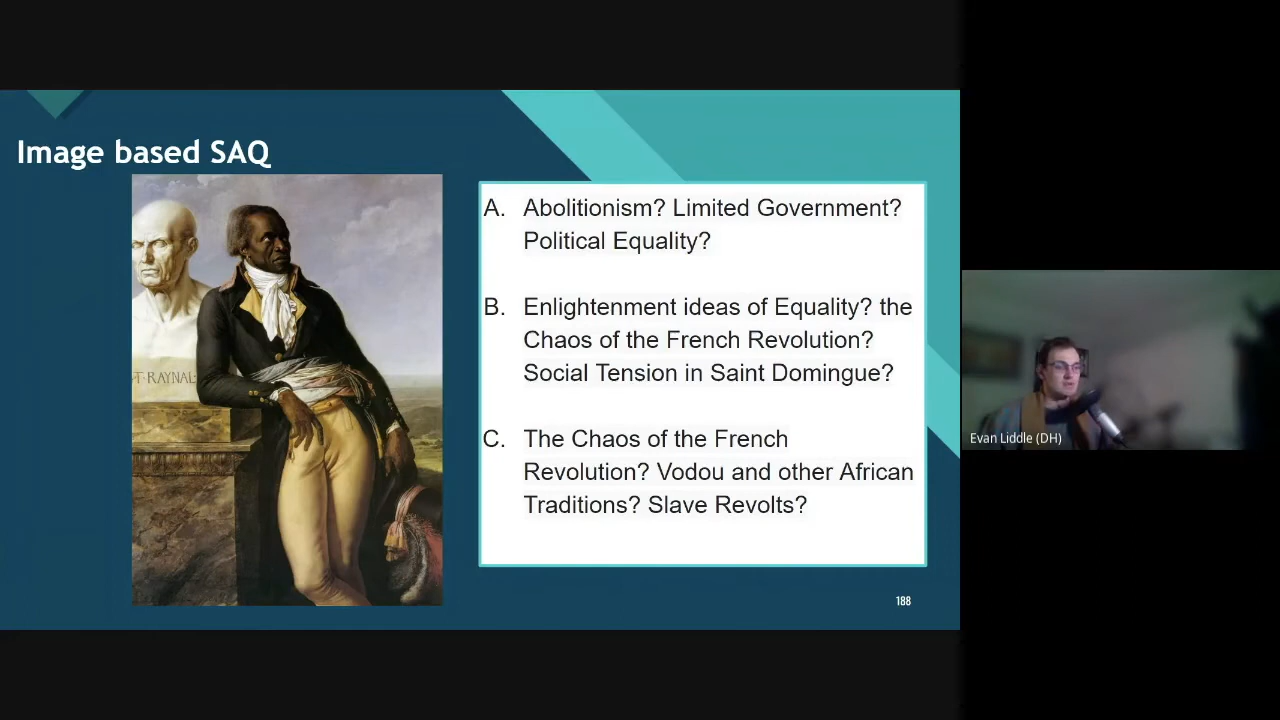 Image based SAQ
T·RAYNAL
A. Abolitionism? Limited Government?
Political Equality?
B. Enlightenment ideas of Equality? the
Chaos of the French Revolution?
Social Tension in Saint Domingue?
C. The Chaos of the French
Revolution? Vodou and other African
Traditions? Slave Revolts?
188
Evan Liddle (DH)